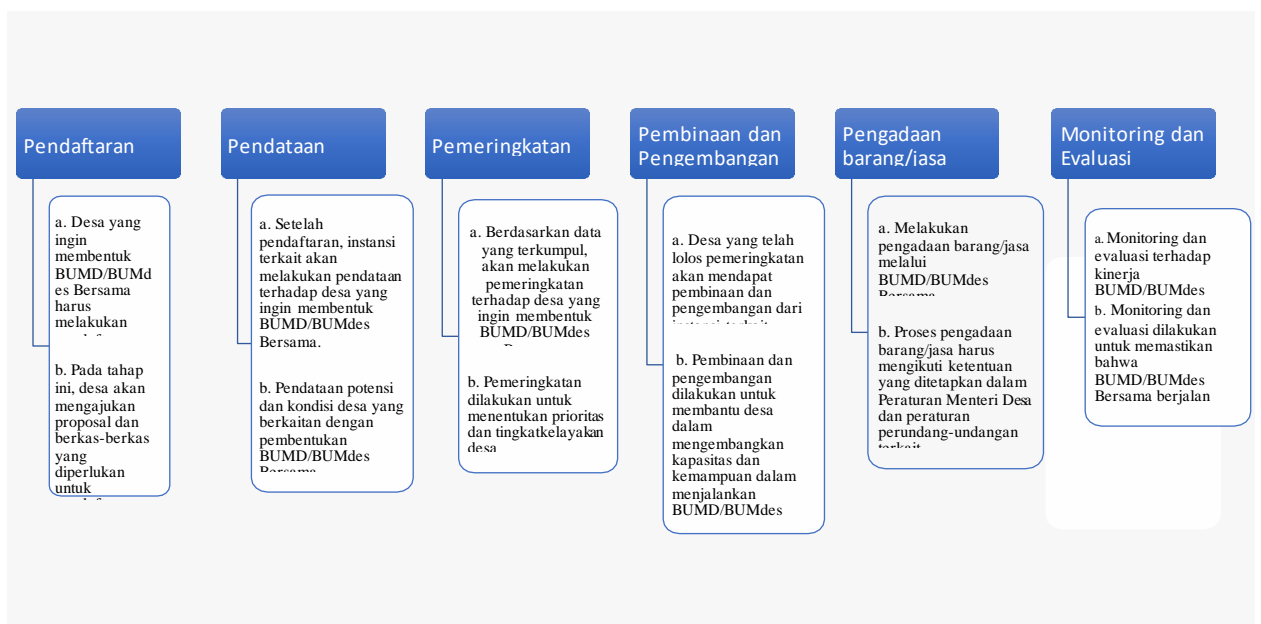 Pendaftaran
a. Desa yang
ingin
membentuk
BUMD/BUMd
es Bersama
harus
melakukan
b. Pada tahap
ini, desa akan
mengajukan
proposal dan
berkas-berkas
yang
diperlukan
untuk
Pendataan
a. Setelah
pendaftaran, instansi
terkait akan
melakukan pendataan
terhadap desa yang
ingin membentuk
BUMD/BUMdes
Bersama.
b. Pendataan potensi
dan kondisi desa yang
berkaitan dengan
pembentukan
BUMD/BUMdes
Bersama
Pemeringkatan
a. Berdasarkan data
yang terkumpul,
akan melakukan
pemeringkatan
terhadap desa yang
ingin membentuk
BUMD/BUMdes
b. Pemeringkatan
dilakukan untuk
menentukan prioritas
dan tingkatkelayakan
desa
Pembinaan dan
Pengembangan
a. Desa yang telah
lolos pemeringkatan
akan mendapat
pembinaan dan
pengembangan dari
instansi terkait
b. Pembinaan dan
pengembangan
dilakukan untuk
membantu desa
dalam
mengembangkan
kapasitas dan
kemampuan dalam
menjalankan
BUMD/BUMdes
Pengadaan
barang/jasa
a. Melakukan
pengadaan barang/jasa
melalui
BUMD/BUMdes
Bersama
b. Proses pengadaan
barang/jasa harus
mengikuti ketentuan
yang ditetapkan dalam
Peraturan Menteri Desa
dan peraturan
perundang-undangan
terkait
Monitoring dan
Evaluasi
a. Monitoring dan
evaluasi terhadap
kinerja
BUMD/BUMdes
b. Monitoring dan
evaluasi dilakukan
untuk memastikan
bahwa
BUMD/BUMdes
Bersama berjalan